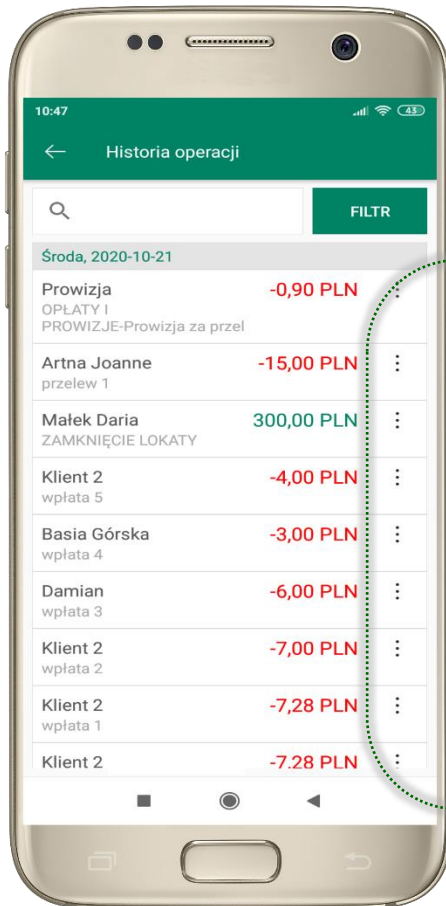 10:47
43
Historia operacji
FILTR
Środa, 2020-10-21
Prowizja -0,90 PLN
OPŁATY I
PROWIZJE-Prowizja za przel
Artna Joanne -15,00 PLN
przelew 1
Małek Daria 300,00 PLN
ZAMKNIĘCIE LOKATY
Klient 2 -4,00 PLN
wpłata 5
Basia Górska -3,00 PLN
wpłata 4
Damian -6,00 PLN
wpłata 3
Klient 2 -7,00 PLN
wpłata 2
Klient 2 -7,28 PLN
wpłata 1
Klient 2 -7,28 PLN